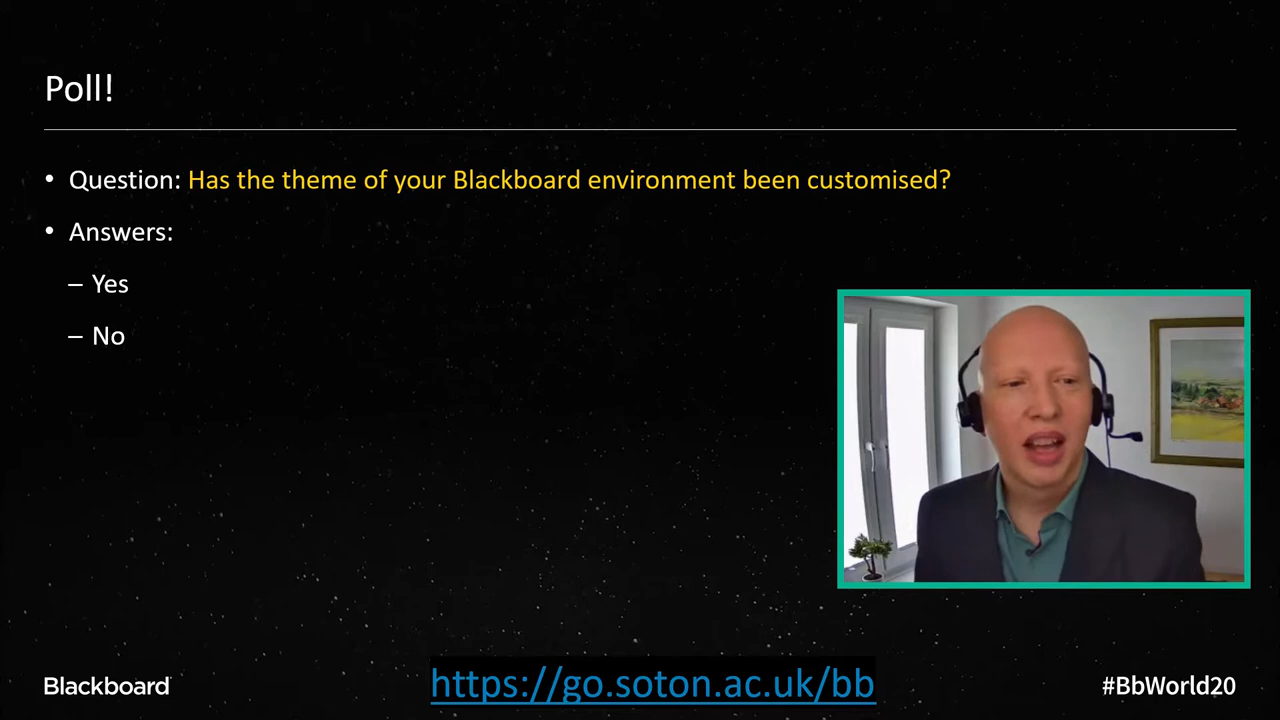 Poll!
• Question: Has the theme of your Blackboard environment been customised?
• Answers:
– Yes
– No
Blackboard
https://go.soton.ac.uk/bb
#BbWorld20